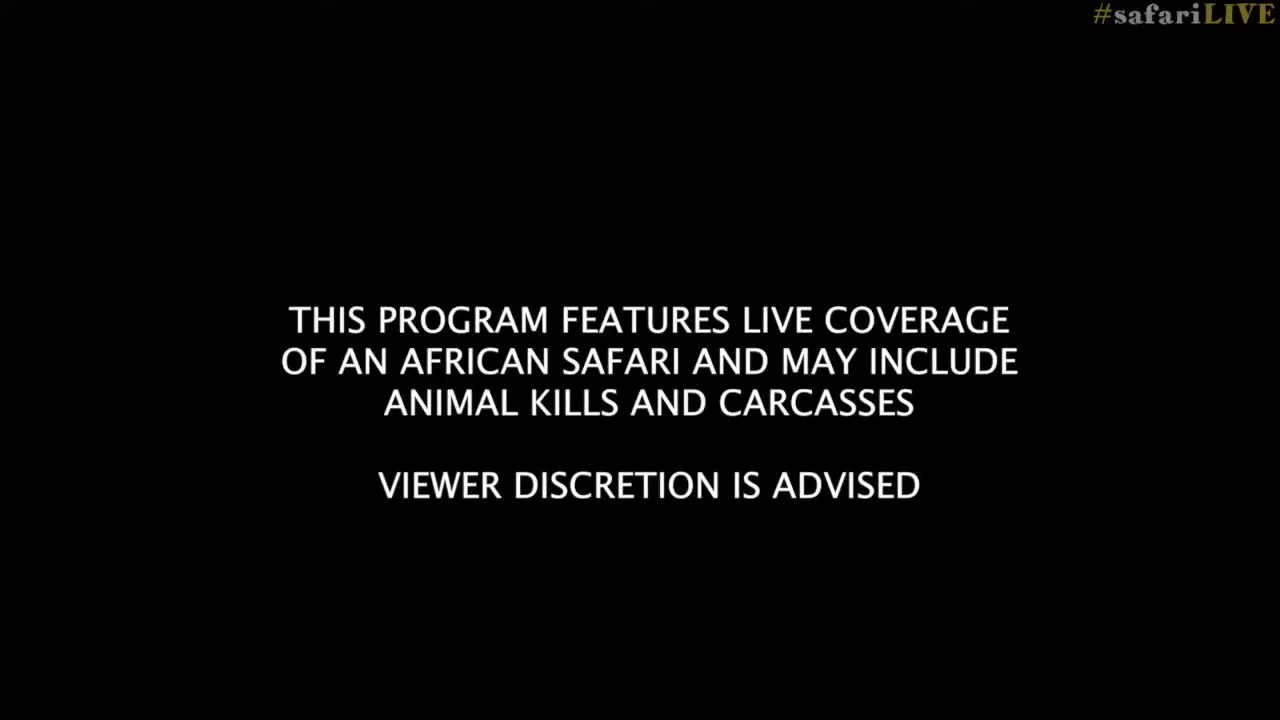 #safariLIVE
THIS PROGRAM FEATURES LIVE COVERAGE
OF AN AFRICAN SAFARI AND MAY INCLUDE
ANIMAL KILLS AND CARCASSES
VIEWER DISCRETION IS ADVISED